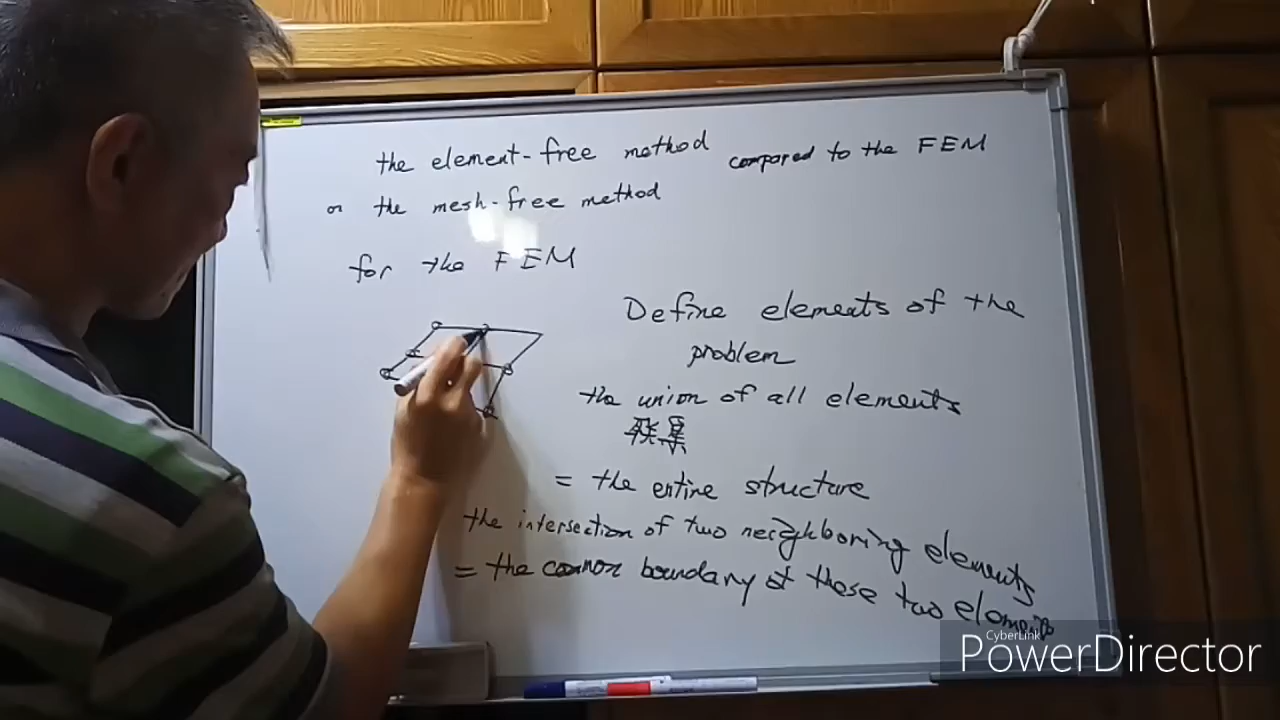 the element-free method compared to the FEM
or the mesh-free method
for the FEM
Define elements of the
problem
the union of all elements
= the entire structure
the intersection of two neighboring elements
= the common boundary of these two elements
CyberLink
PowerDirector